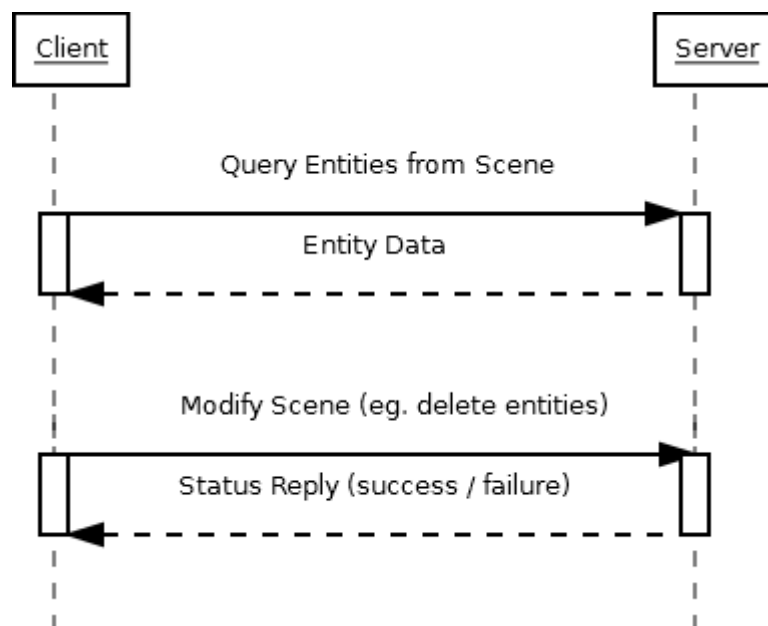 Client
Server
Query Entities from Scene
Entity Data
Modify Scene (eg. delete entities)
Status Reply (success / failure)